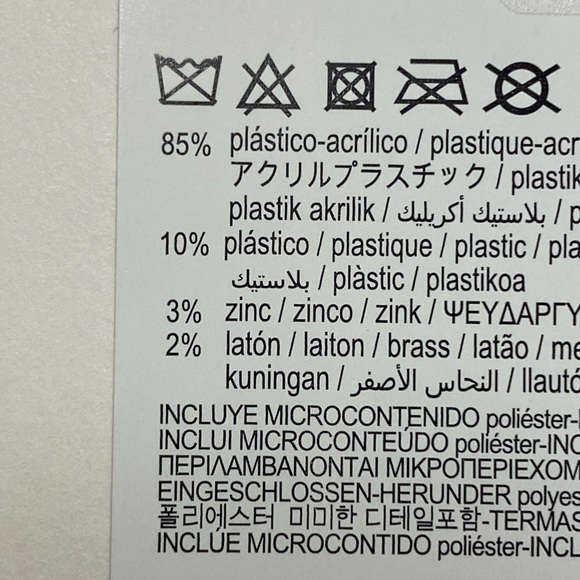 85% plástico-acrílico / plastique-acr
アクリルプラスチック / plastik
plastik akrilik / بلاستيك أكريليك / p
10% plástico / plastique / plastic / pla
بلاستيك / plàstic / plastikoa
3% zinc / zinco / zink / ΨΕΥΔΑΡΓΥ
2% latón / laiton / brass / latão / me
kuningan / النحاس الأصفر / llautó
INCLUYE MICROCONTENIDO poliéster-
INCLUI MICROCONTEÚDO poliéster-INC
ΠΕΡΙΛΑΜΒΑΝΟΝΤΑΙ ΜΙΚΡΟΠΕΡΙΕΧΟΜ
EINGESCHLOSSEN-HERUNDER polyes
폴리에스터 미미한 디테일포함-TERMAS
INCLÚE MICROCONTIDO poliéster-INCL